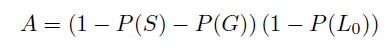 A = (1 − P(S) − P(G)) (1 − P(L₀))